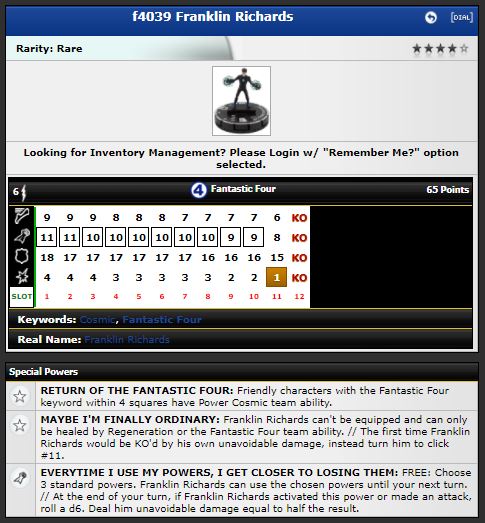 f4039 Franklin Richards
[DIAL]
Rarity: Rare
Looking for Inventory Management? Please Login w/ "Remember Me?" option
selected.
6 4 Fantastic Four 65 Points
9 9 9 8 8 8 7 7 7 7 6 KO
11 11 10 10 10 10 10 10 9 9 8 KO
18 17 17 17 17 16 17 16 16 16 15 KO
4 4 4 3 3 3 3 3 2 2 1 KO
SLOT 1 2 3 4 5 6 7 8 9 10 11 12
Keywords: Cosmic, Fantastic Four
Real Name: Franklin Richards
Special Powers
RETURN OF THE FANTASTIC FOUR: Friendly characters with the Fantastic Four
keyword within 4 squares have Power Cosmic team ability.
MAYBE I'M FINALLY ORDINARY: Franklin Richards can't be equipped and can only
be healed by Regeneration or the Fantastic Four team ability. // The first time Franklin
Richards would be KO'd by his own unavoidable damage, instead turn him to click
#11.
EVERYTIME I USE MY POWERS, I GET CLOSER TO LOSING THEM: FREE: Choose
3 standard powers. Franklin Richards can use the chosen powers until your next turn.
// At the end of your turn, if Franklin Richards activated this power or made an attack,
roll a d6. Deal him unavoidable damage equal to half the result.